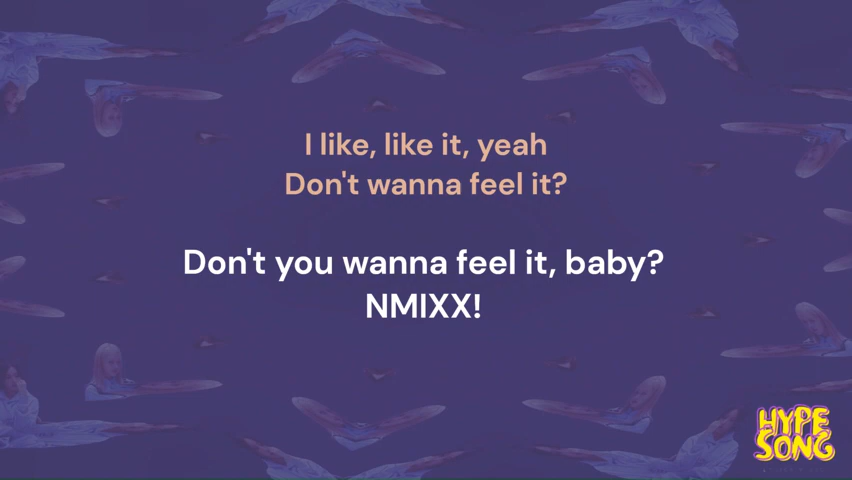 I like, like it, yeah
Don't wanna feel it?
Don't you wanna feel it, baby?
NMIXX!
HYPE
SONG